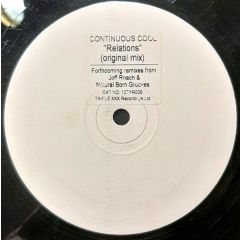 CONTINUOUS COOL
"Relations"
(original mix)
Forthcoming remixes from
Jeff Roach &
Natural Born Grooves
CAT NO. 12TXR008
TRIPLE XXX Recordings Ltd